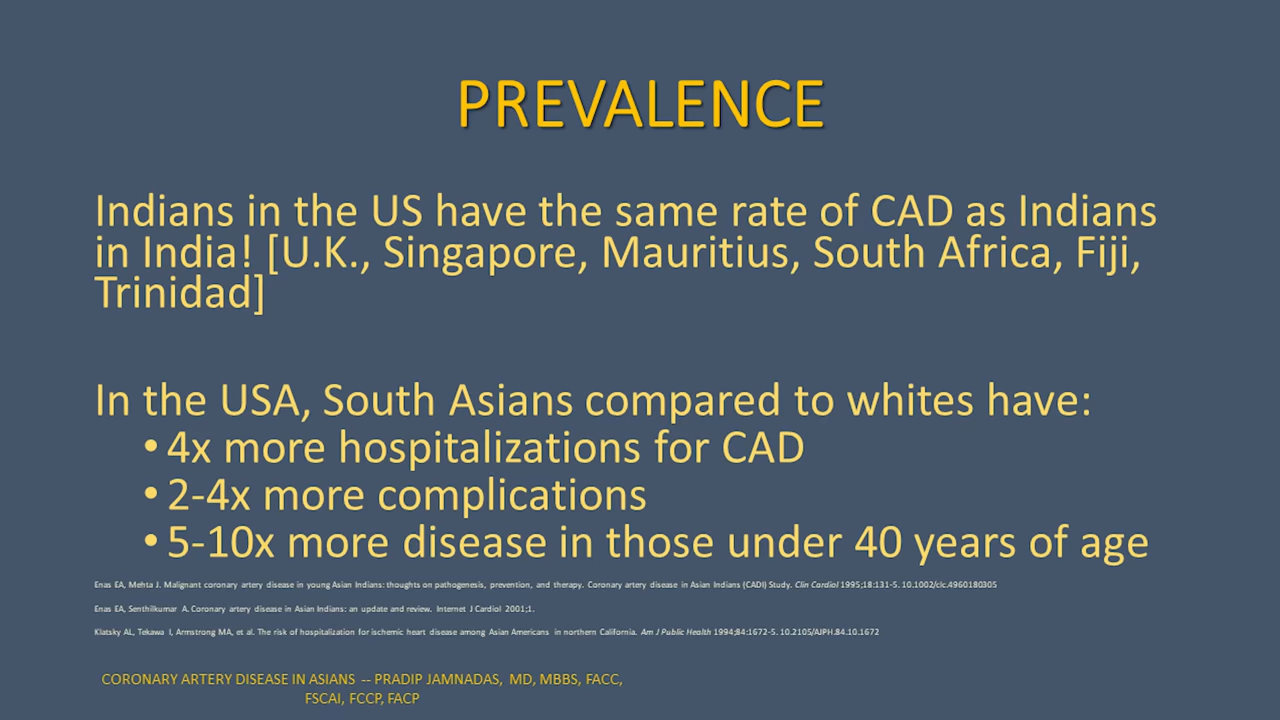 PREVALENCE
Indians in the US have the same rate of CAD as Indians
in India! [U.K., Singapore, Mauritius, South Africa, Fiji,
Trinidad]
In the USA, South Asians compared to whites have:
•4x more hospitalizations for CAD
•2-4x more complications
•5-10x more disease in those under 40 years of age
Enas EA, Mehta J. Malignant coronary artery disease in young Asian Indians: thoughts on pathogenesis, prevention, and therapy. Coronary artery disease in Asian Indians (CADI) Study. Clin Cardiol 1995;18:131-5. 10.1002/clc.4960180305
Enas EA, Senthilkumar A. Coronary artery disease in Asian Indians: an update and review. Internet J Cardiol 2001;1.
Klatsky AL, Tekawa I, Armstrong MA, et al. The risk of hospitalization for ischemic heart disease among Asian Americans in northern California. Am J Public Health 1994;84:1672-5. 10.2105/AJPH.84.10.1672
CORONARY ARTERY DISEASE IN ASIANS -- PRADIP JAMNADAS, MD, MBBS, FACC,
FSCAI, FCCP, FACP